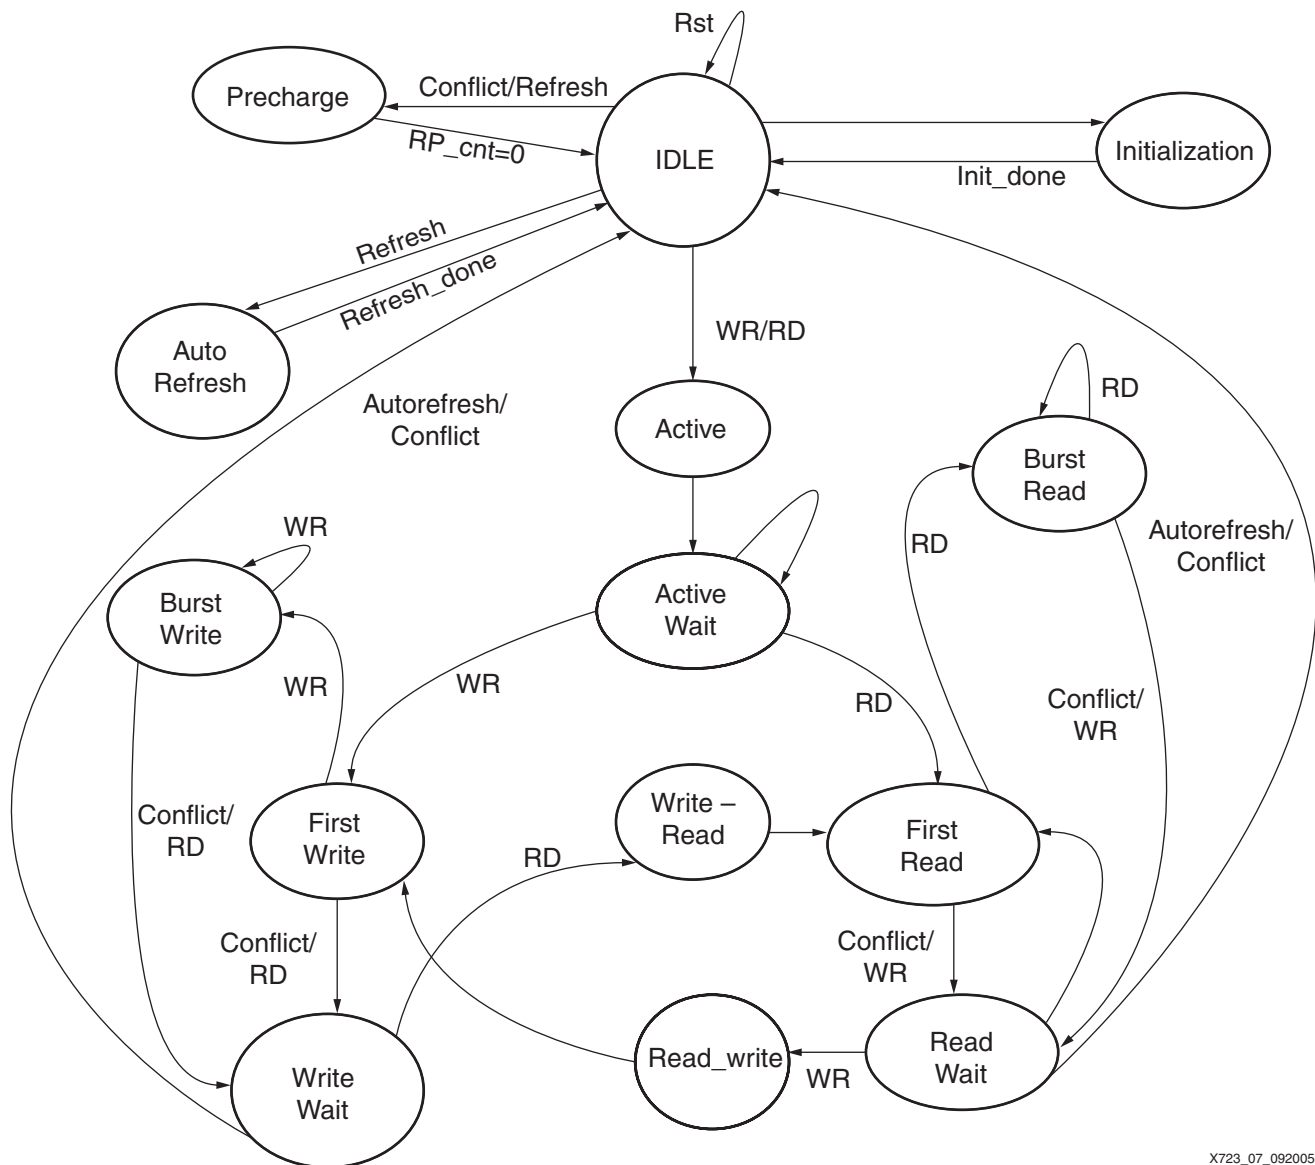 Rst
Conflict/Refresh
Precharge
RP_cnt=0
IDLE
Initialization
Init_done
Refresh
Refresh_done
WR/RD
Auto
Refresh
Autorefresh/
Conflict
Active
RD
Burst
Read
WR
RD
Autorefresh/
Conflict
Burst
Write
Active
Wait
WR
WR
RD
Conflict/
WR
Conflict/
RD
First
Write
Write –
Read
First
Read
RD
Conflict/
RD
Conflict/
WR
Write
Wait
Read_write
WR
Read
Wait
X723_07_092005